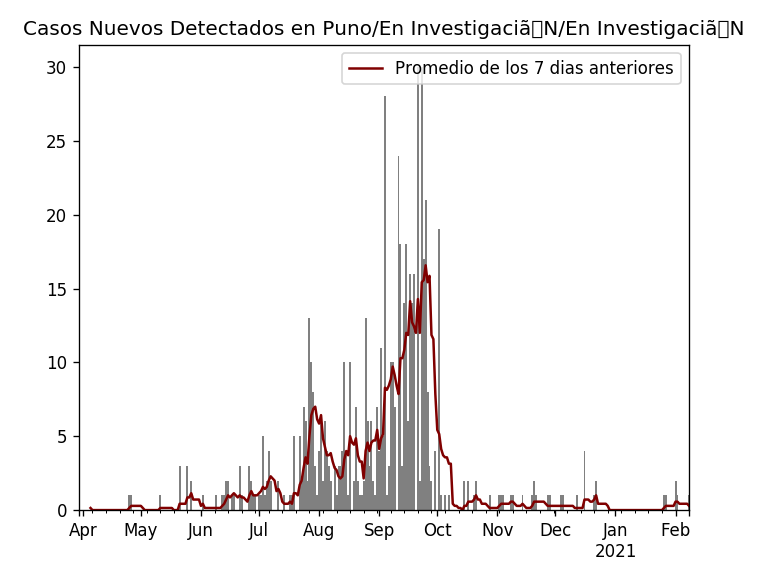 Casos Nuevos Detectados en Puno/En Investigaciã▯N/En Investigaciã▯N
Promedio de los 7 dias anteriores
30
25
20
15
10
5
0
Apr May Jun Jul Aug Sep Oct Nov Dec Jan Feb
2021